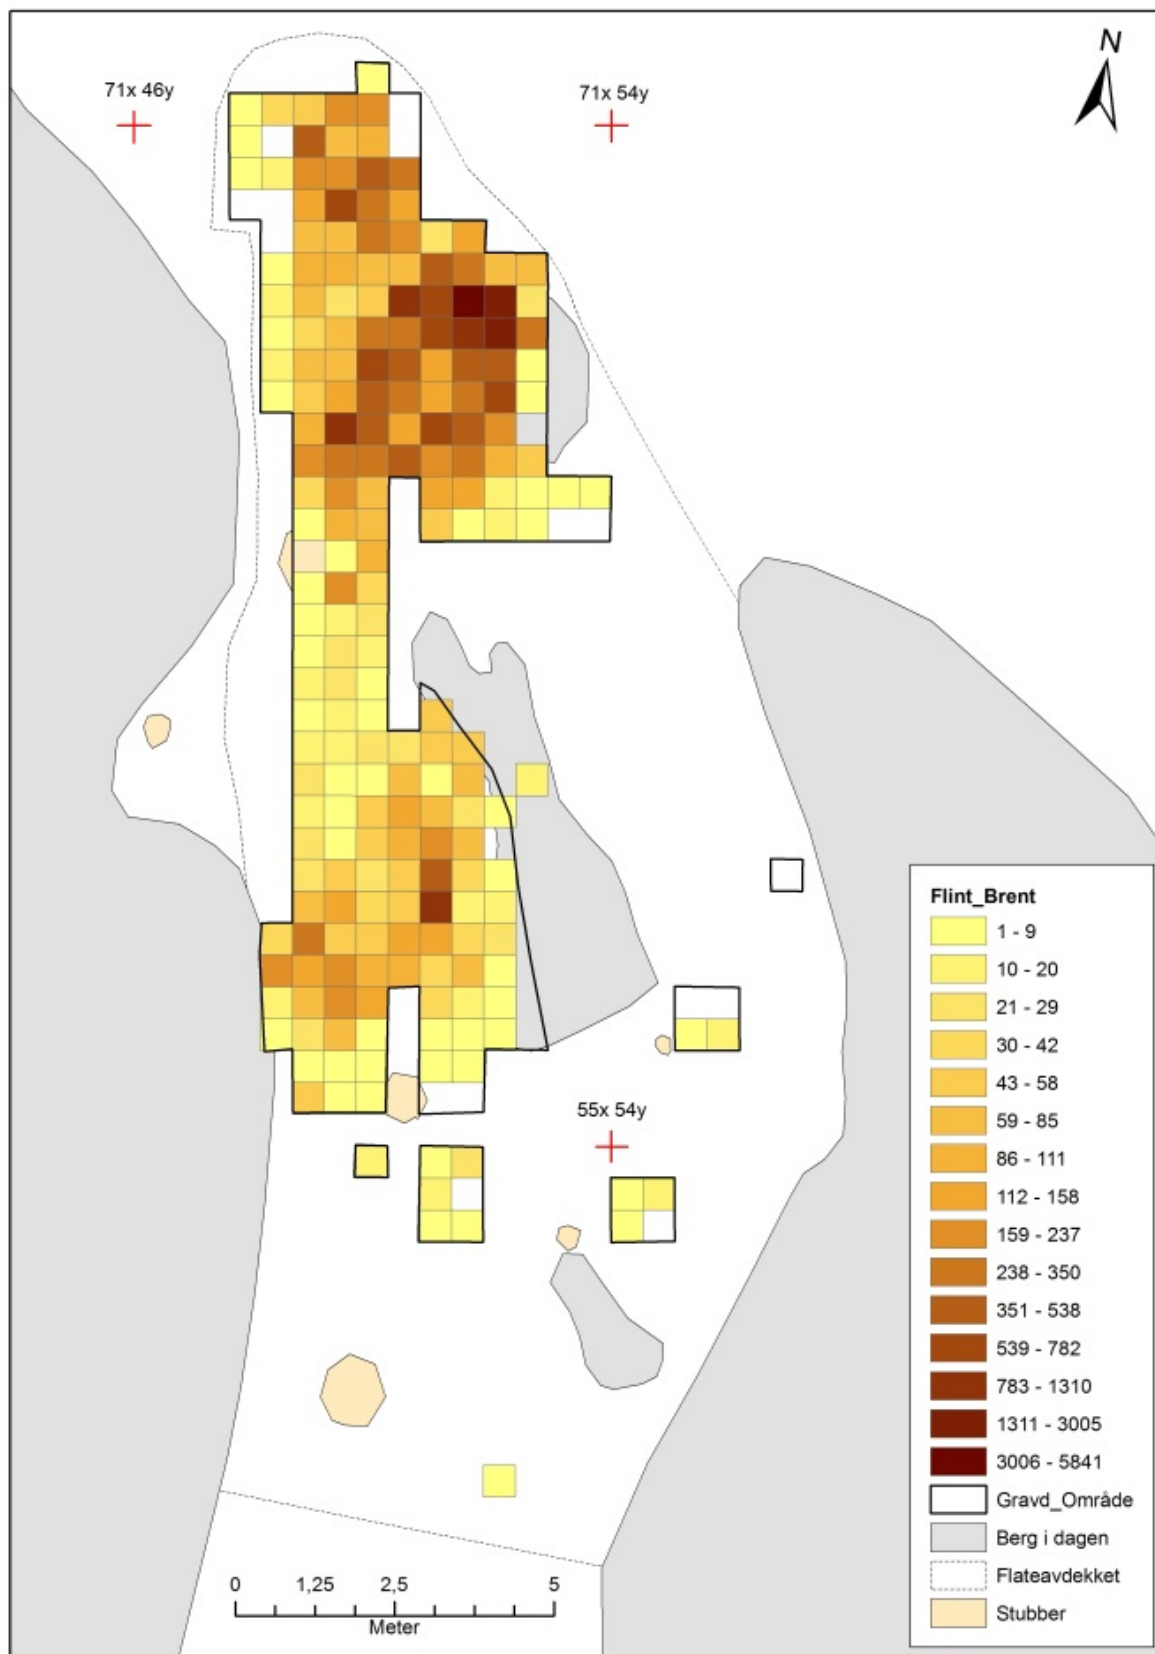 N
71x 46y
71x 54y
55x 54y
Flint_Brent
1 - 9
10 - 20
21 - 29
30 - 42
43 - 58
59 - 85
86 - 111
112 - 158
159 - 237
238 - 350
351 - 538
539 - 782
783 - 1310
1311 - 3005
3006 - 5841
Gravd_Område
Berg i dagen
Flateavdekket
Stubber
0 1,25 2,5 5
Meter